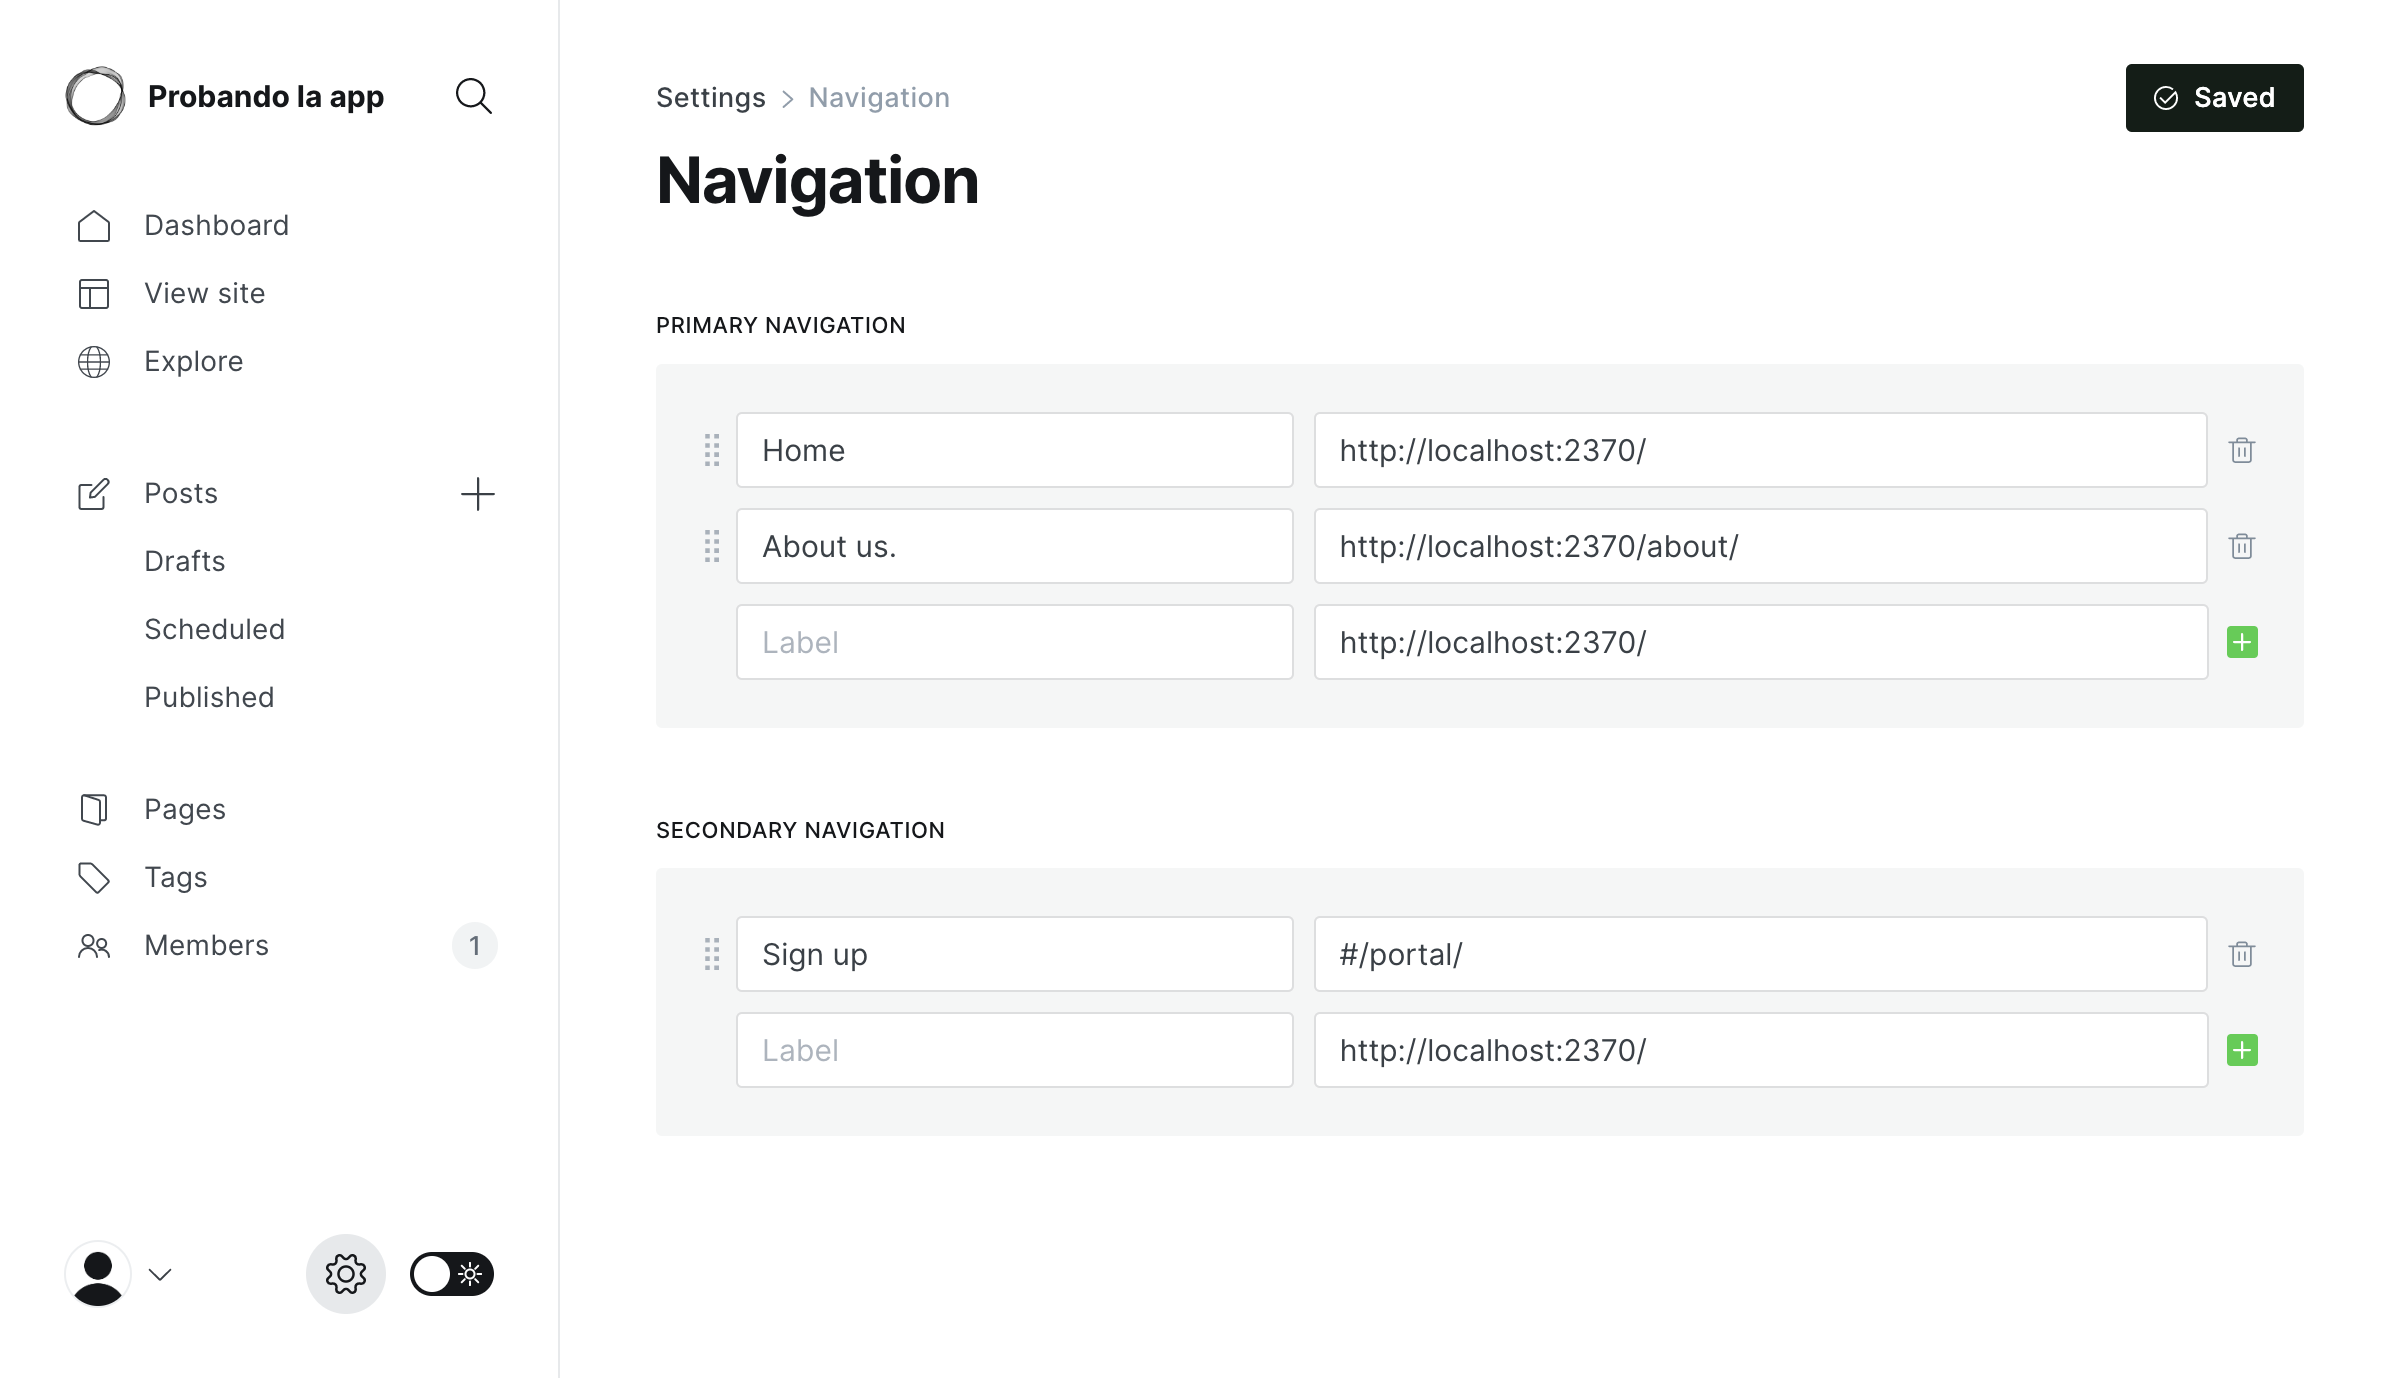 Probando la app
Dashboard
View site
Explore
Posts
Drafts
Scheduled
Published
Pages
Tags
Members 1
Settings > Navigation
Saved
Navigation
PRIMARY NAVIGATION
Home http://localhost:2370/
About us. http://localhost:2370/about/
Label http://localhost:2370/
SECONDARY NAVIGATION
Sign up #/portal/
Label http://localhost:2370/